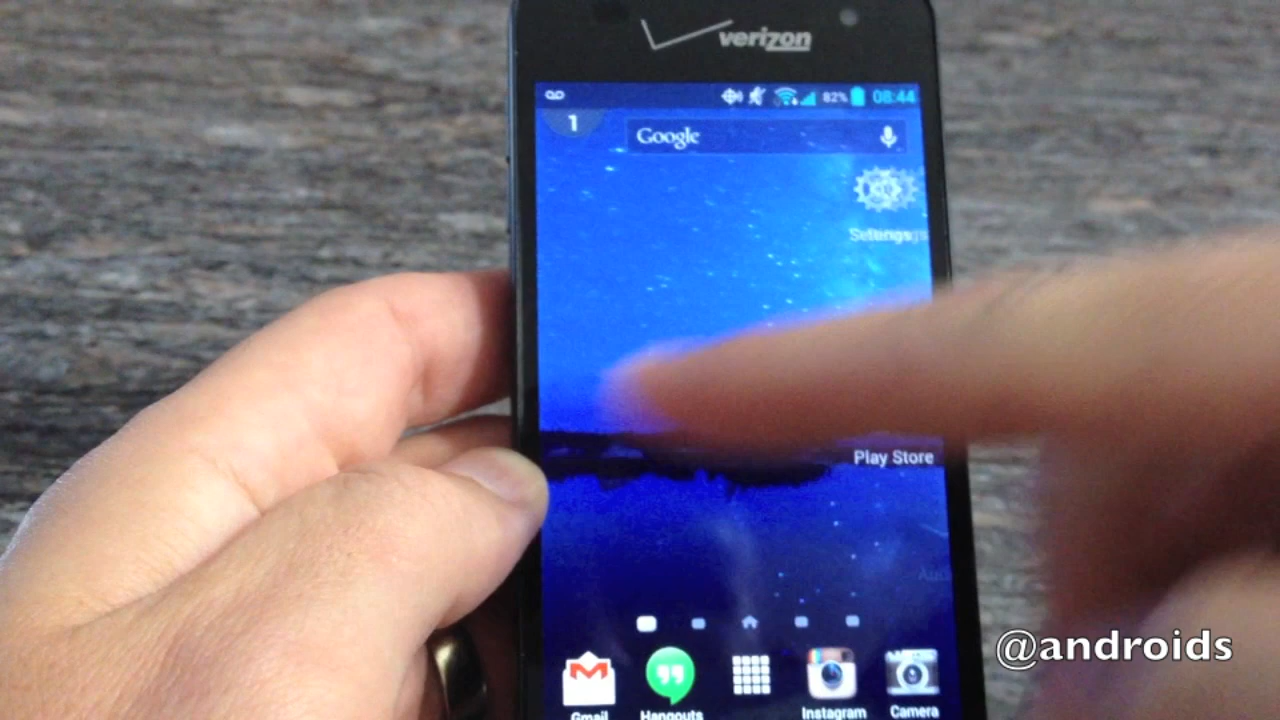 verizon
82% 08:44
1
Google
Settings
Play Store
@androids
Gmail
Hangouts
Instagram
Camera